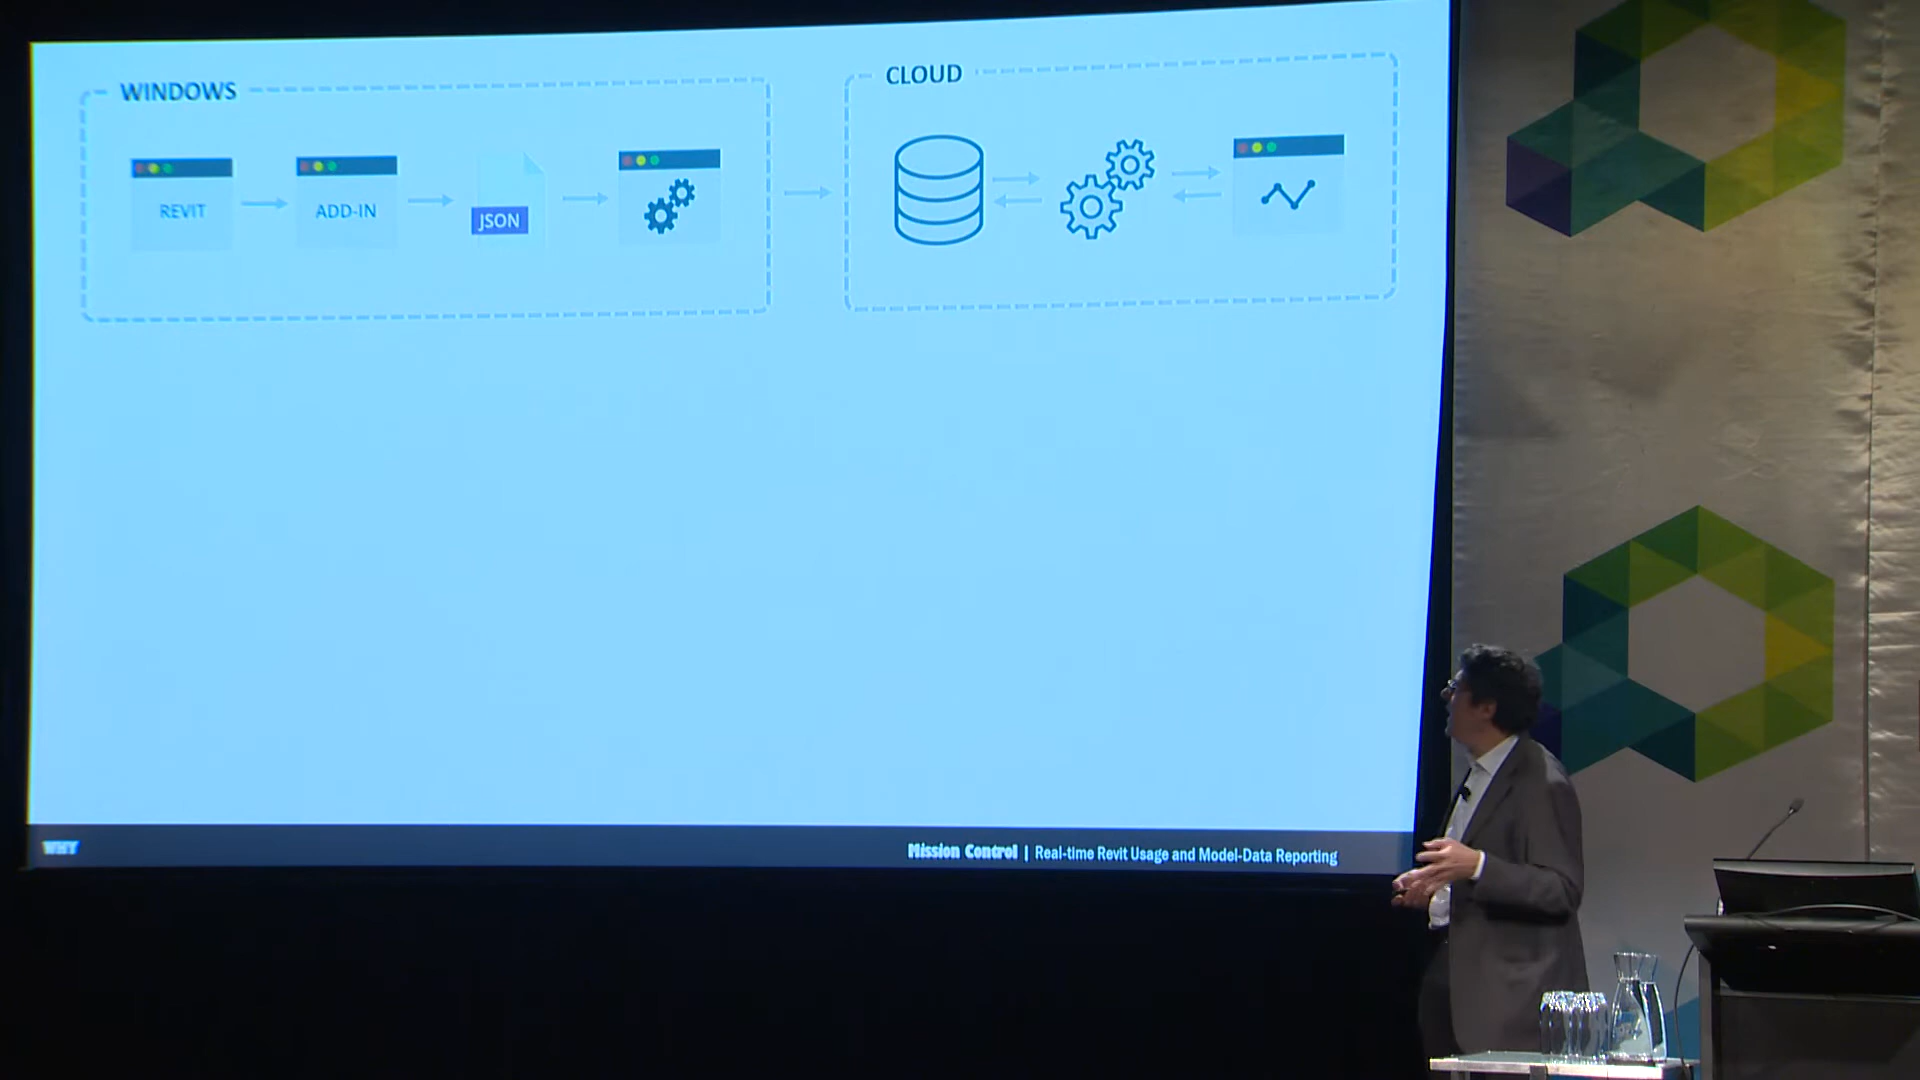 WINDOWS
CLOUD
REVIT
ADD-IN
JSON
WHY
Mission Control | Real-time Revit Usage and Model-Data Reporting